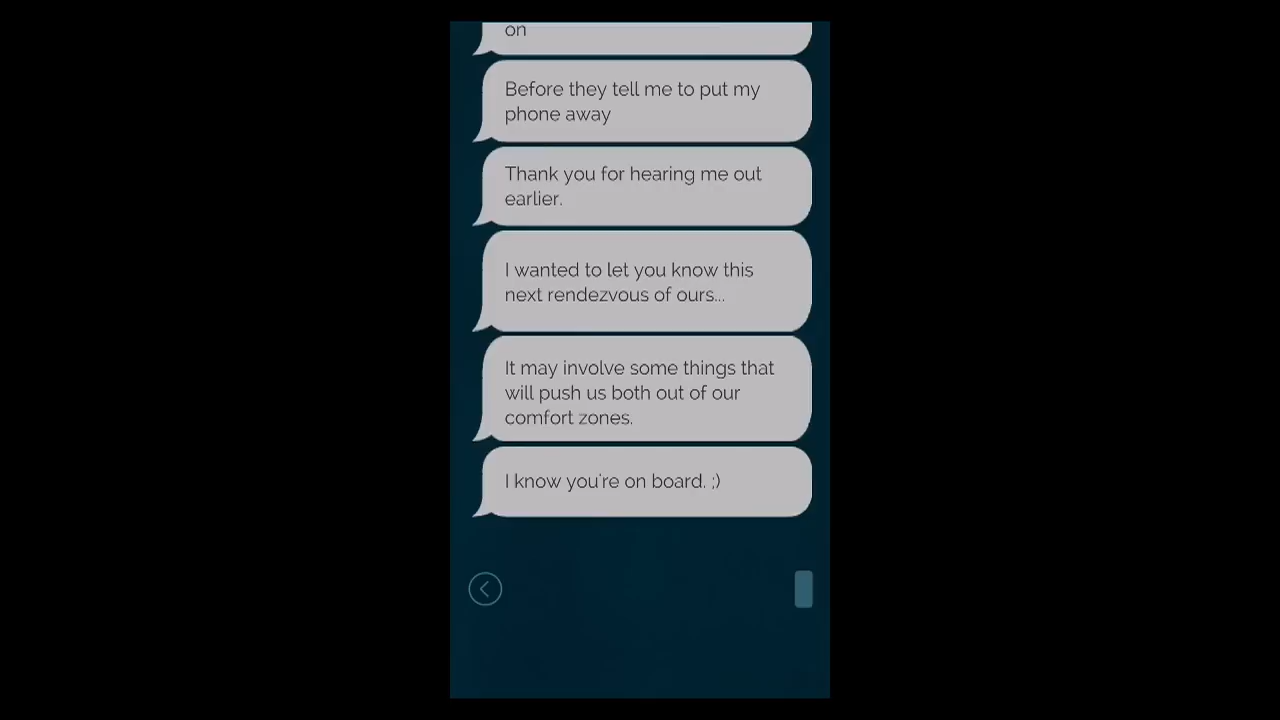 on
Before they tell me to put my
phone away
Thank you for hearing me out
earlier.
I wanted to let you know this
next rendezvous of ours...
It may involve some things that
will push us both out of our
comfort zones.
I know you're on board. ;)